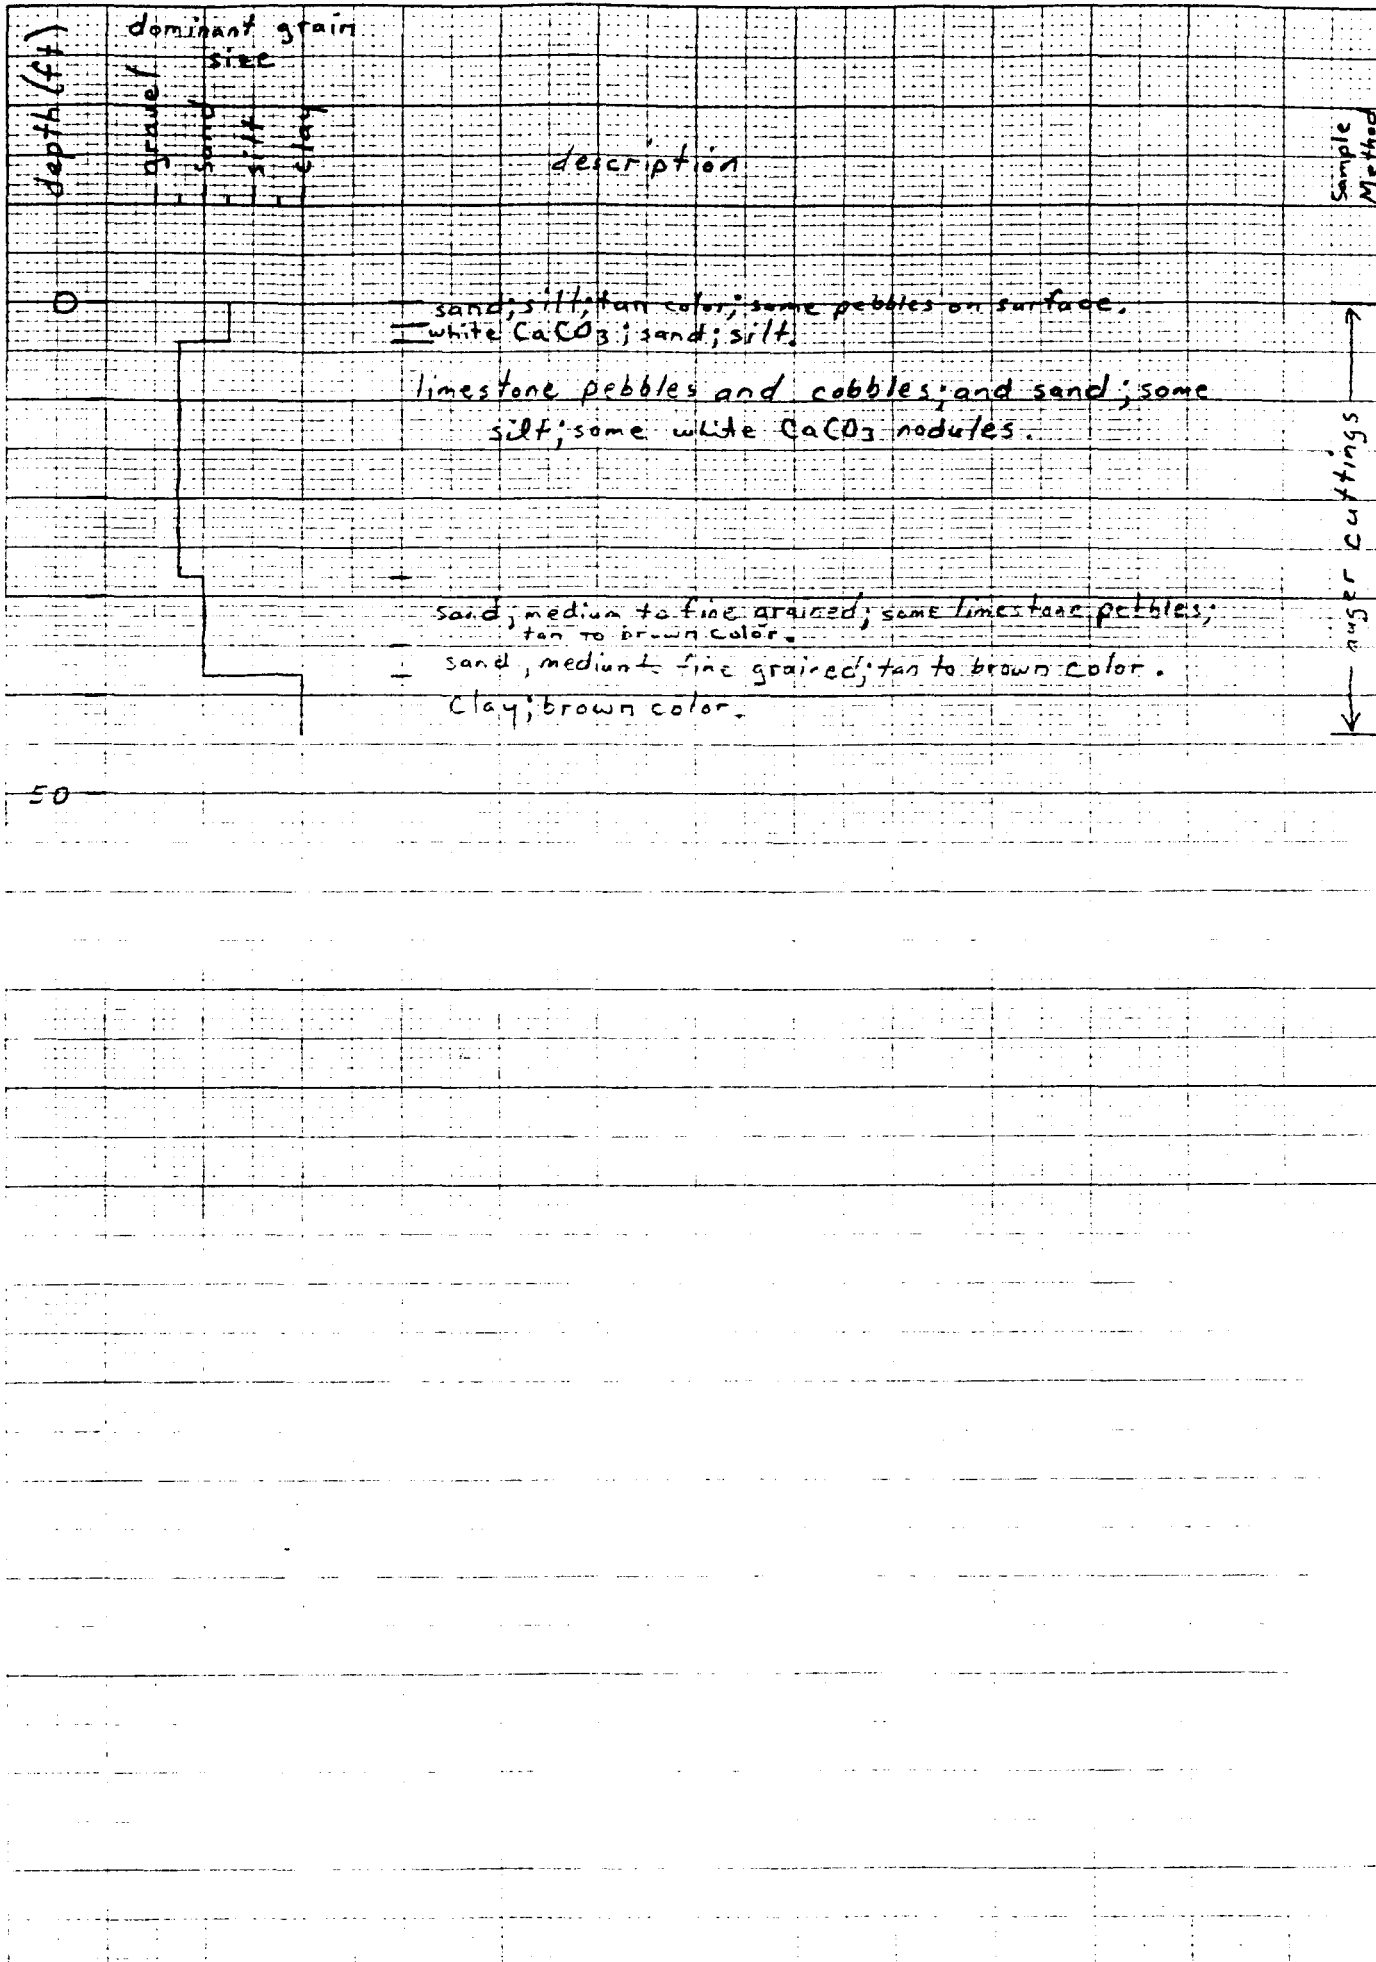 depth (ft)
dominant grain
size
gravel
sand
silt
clay
description
Sample
Method
0
sand; silt; tan color; some pebbles on surface.
white CaCO3; sand; silt.
limestone pebbles and cobbles; and sand; some
silt; some white CaCO3 nodules.
sand; medium to fine grained; some limestone pebbles;
tan to brown color.
sand, medium to fine grained; tan to brown color.
Clay; brown color.
auger cuttings
50